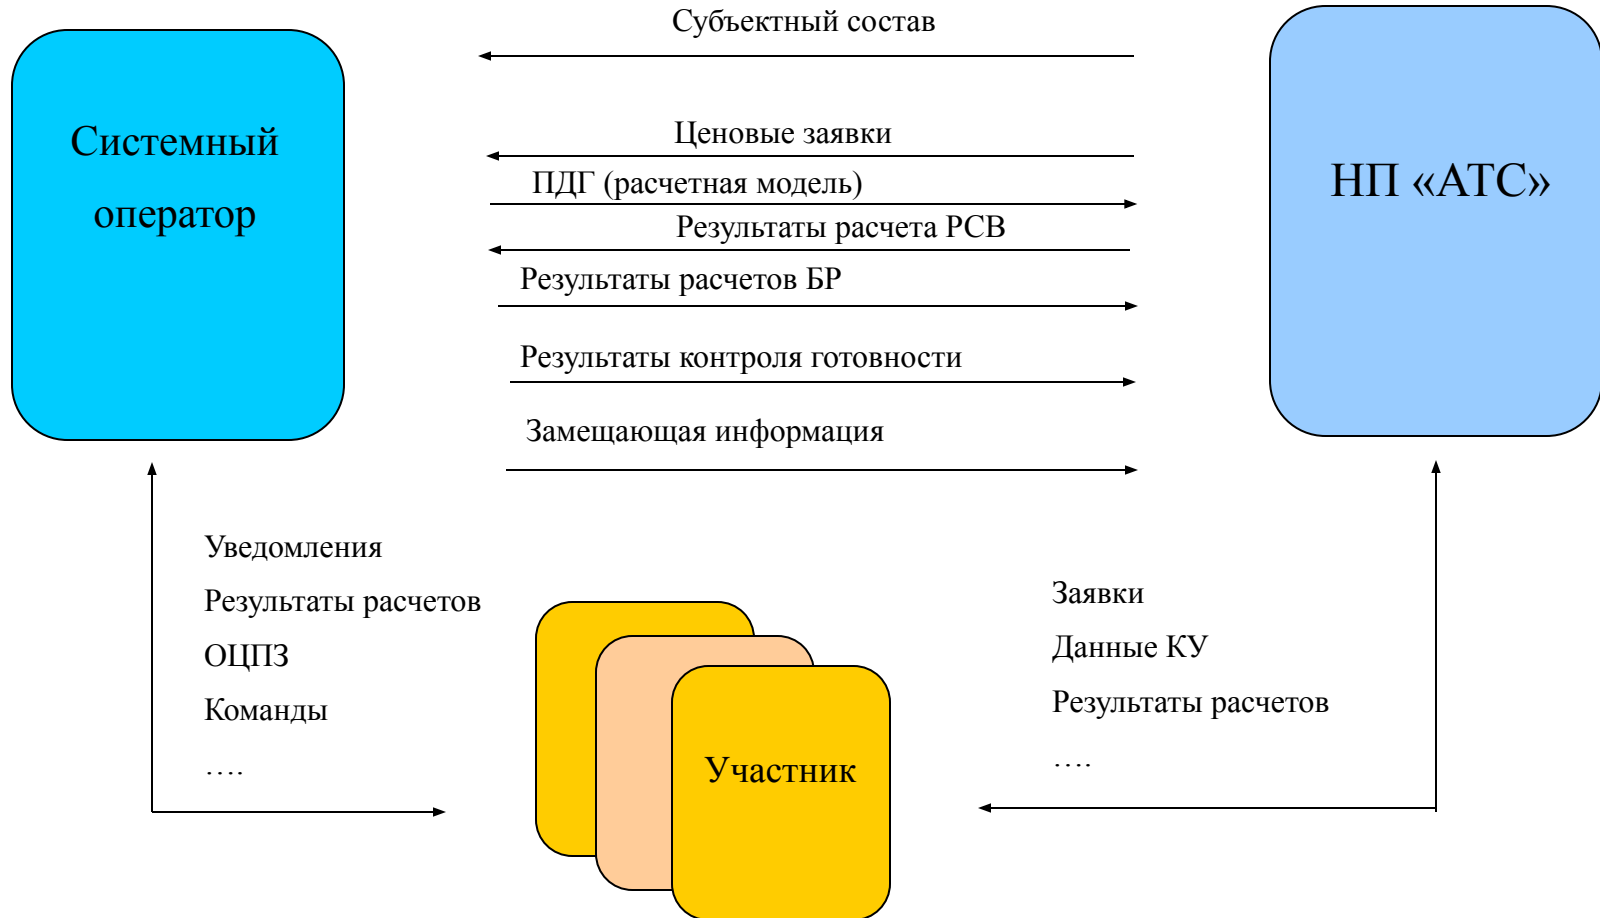 Субъектный состав
Системный
оператор
Ценовые заявки
ПДГ (расчетная модель)
Результаты расчета РСВ
Результаты расчетов БР
Результаты контроля готовности
Замещающая информация
НП «АТС»
Уведомления
Результаты расчетов
ОЦПЗ
Команды
….
Участник
Заявки
Данные КУ
Результаты расчетов
….